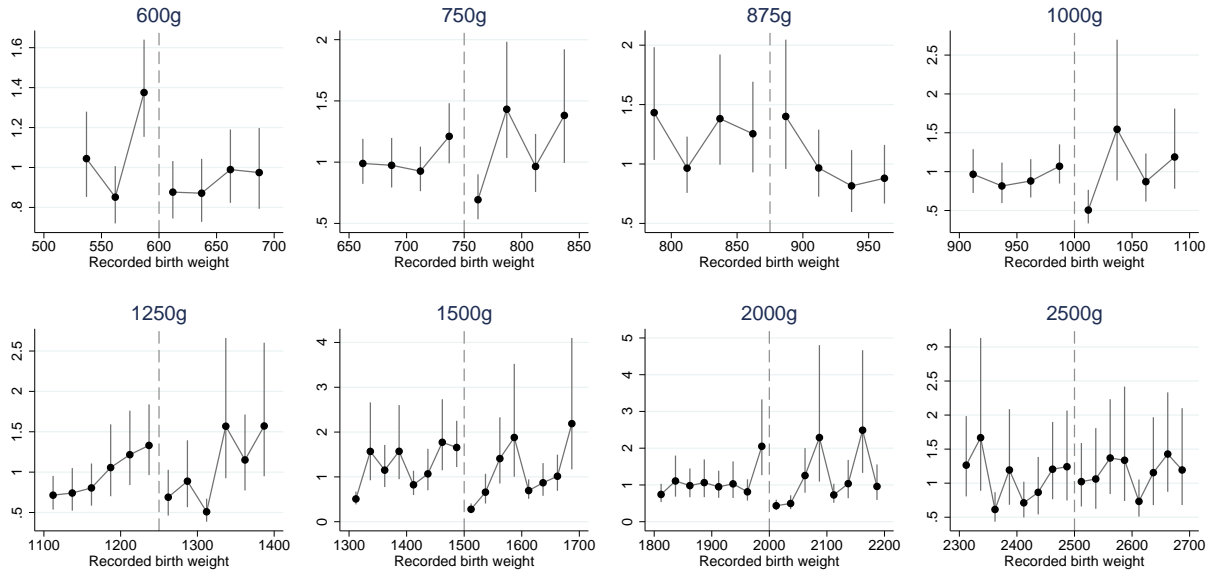 600g
1.6
1.4
1.2
1
.8
500 550 600 650 700
Recorded birth weight
750g
2
1.5
1
.5
650 700 750 800 850
Recorded birth weight
875g
2
1.5
1
.5
800 850 900 950
Recorded birth weight
1000g
2.5
2
1.5
1
.5
900 950 1000 1050 1100
Recorded birth weight
1250g
2.5
2
1.5
1
.5
1100 1200 1300 1400
Recorded birth weight
1500g
4
3
2
1
0
1300 1400 1500 1600 1700
Recorded birth weight
2000g
5
4
3
2
1
0
1800 1900 2000 2100 2200
Recorded birth weight
2500g
3
2.5
2
1.5
1
.5
2300 2400 2500 2600 2700
Recorded birth weight